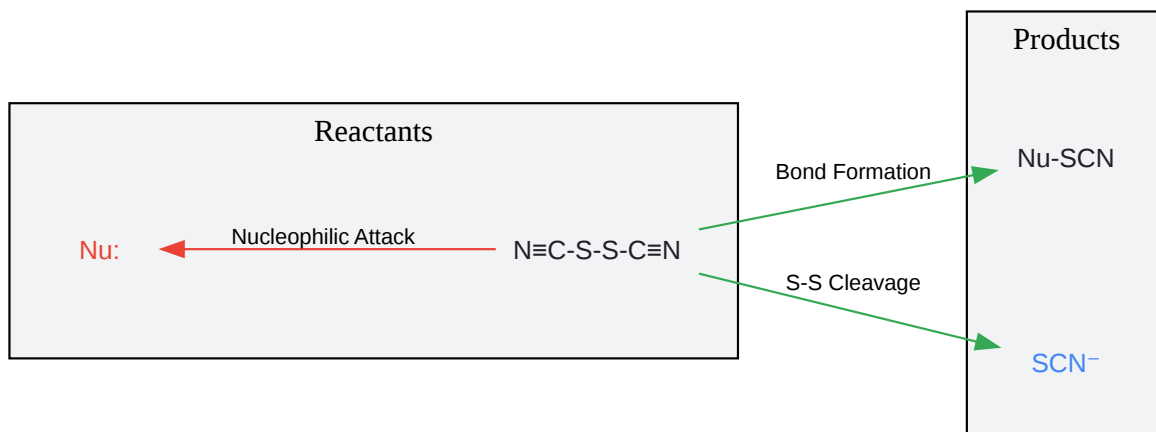 Products
Reactants
Nu-SCN
Bond Formation
Nucleophilic Attack
Nu:
N≡C-S-S-C≡N
S-S Cleavage
SCN⁻